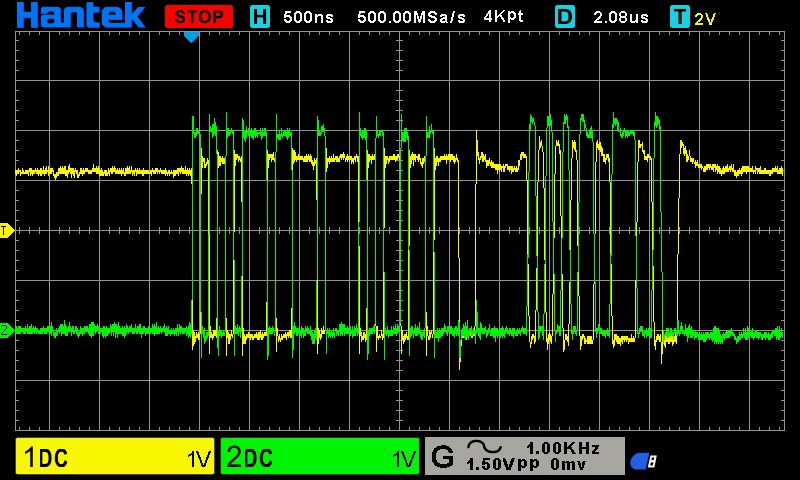 Hantek STOP H 500ns 500.00MSa/s 4Kpt D 2.08us T 2V
T
2
1DC 1V 2DC 1V G 1.00KHz
1.50Vpp 0mv